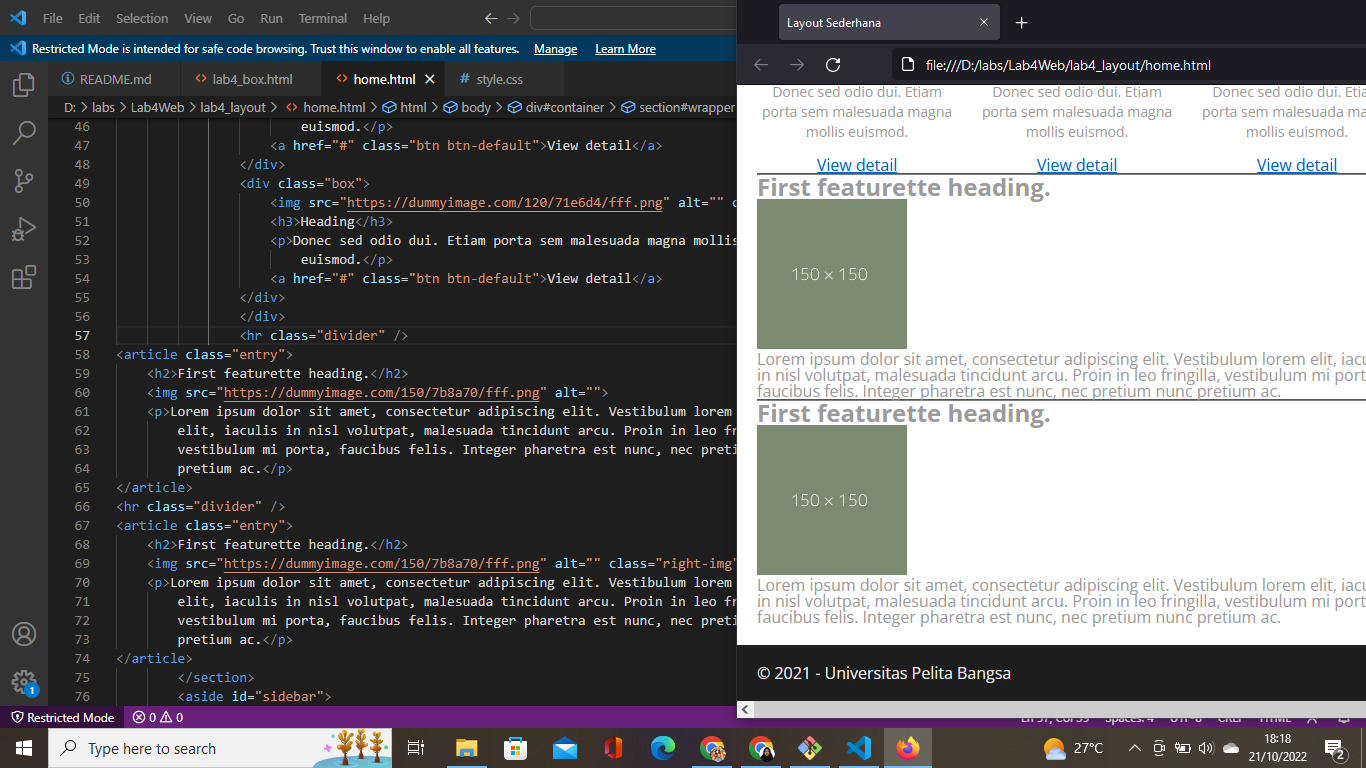 File Edit Selection View Go Run Terminal Help
Restricted Mode is intended for safe code browsing. Trust this window to enable all features. Manage Learn More
README.md lab4_box.html home.html style.css
D: > labs > Lab4Web > lab4_layout > home.html > html > body > div#container > section#wrapper
46 euismod.</p>
47 <a href="#" class="btn btn-default">View detail</a>
48 </div>
49 <div class="box">
50 <img src="https://dummyimage.com/120/71e6d4/fff.png" alt="" c
51 <h3>Heading</h3>
52 <p>Donec sed odio dui. Etiam porta sem malesuada magna mollis
53 euismod.</p>
54 <a href="#" class="btn btn-default">View detail</a>
55 </div>
56 </div>
57 <hr class="divider" />
58 <article class="entry">
59 <h2>First featurette heading.</h2>
60 <img src="https://dummyimage.com/150/7b8a70/fff.png" alt="">
61 <p>Lorem ipsum dolor sit amet, consectetur adipiscing elit. Vestibulum lorem
62 elit, iaculis in nisl volutpat, malesuada tincidunt arcu. Proin in leo fr
63 vestibulum mi porta, faucibus felis. Integer pharetra est nunc, nec preti
64 pretium ac.</p>
65 </article>
66 <hr class="divider" />
67 <article class="entry">
68 <h2>First featurette heading.</h2>
69 <img src="https://dummyimage.com/150/7b8a70/fff.png" alt="" class="right-img"
70 <p>Lorem ipsum dolor sit amet, consectetur adipiscing elit. Vestibulum lorem
71 elit, iaculis in nisl volutpat, malesuada tincidunt arcu. Proin in leo fr
72 vestibulum mi porta, faucibus felis. Integer pharetra est nunc, nec preti
73 pretium ac.</p>
74 </article>
75 </section>
76 <aside id="sidebar">
1
Restricted Mode 0 0
Layout Sederhana
file:///D:/labs/Lab4Web/lab4_layout/home.html
Donec sed odio dui. Etiam Donec sed odio dui. Etiam Donec sed odio dui. Etia
porta sem malesuada magna porta sem malesuada magna porta sem malesuada m
mollis euismod. mollis euismod. mollis euismod.
View detail View detail View detail
First featurette heading.
150 × 150
Lorem ipsum dolor sit amet, consectetur adipiscing elit. Vestibulum lorem elit, iacu
in nisl volutpat, malesuada tincidunt arcu. Proin in leo fringilla, vestibulum mi port
faucibus felis. Integer pharetra est nunc, nec pretium nunc pretium ac.
First featurette heading.
150 × 150
Lorem ipsum dolor sit amet, consectetur adipiscing elit. Vestibulum lorem elit, iacu
in nisl volutpat, malesuada tincidunt arcu. Proin in leo fringilla, vestibulum mi port
faucibus felis. Integer pharetra est nunc, nec pretium nunc pretium ac.
© 2021 - Universitas Pelita Bangsa
Type here to search
27°C
18:18
21/10/2022
2